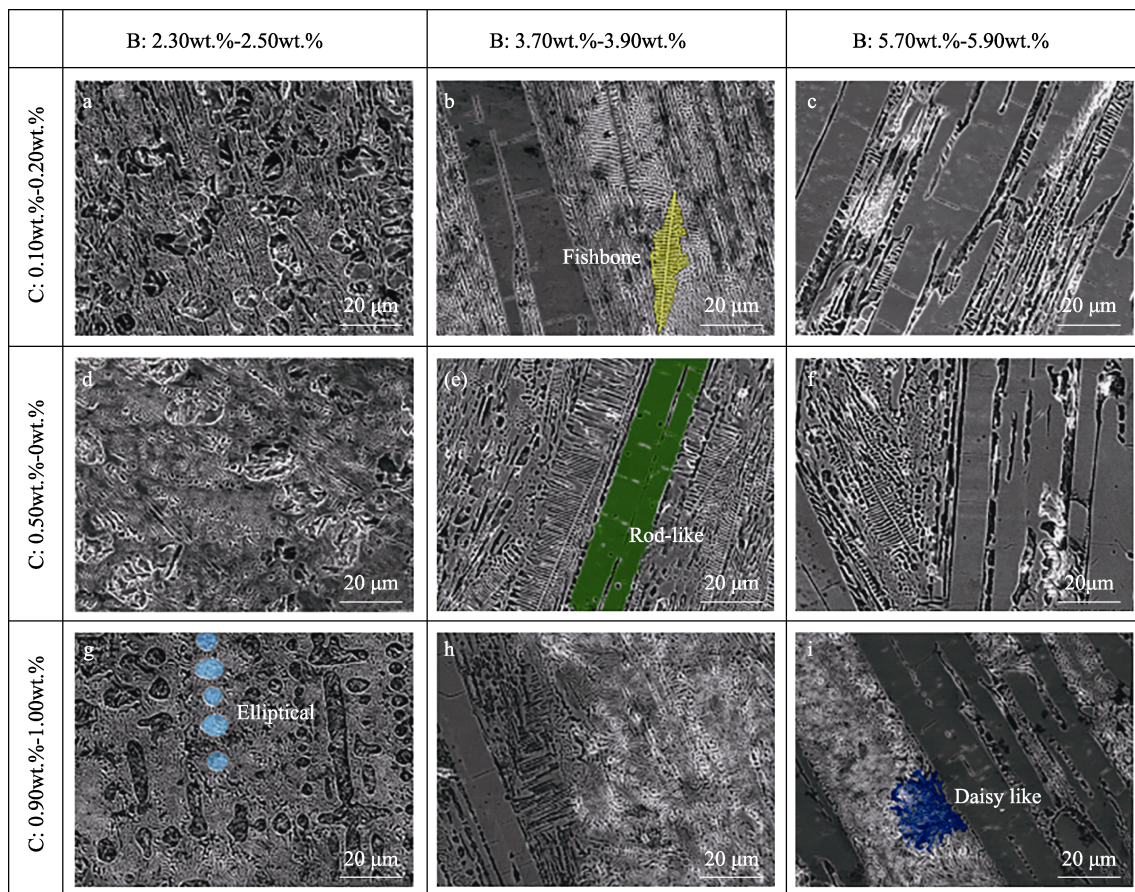 B: 2.30wt.%-2.50wt.%
B: 3.70wt.%-3.90wt.%
B: 5.70wt.%-5.90wt.%
C: 0.10wt.%-0.20wt.%
a
20 μm
b
Fishbone
20 μm
c
20 μm
C: 0.50wt.%-0wt.%
d
20 μm
(e)
Rod-like
20 μm
f
20μm
C: 0.90wt.%-1.00wt.%
g
Elliptical
20 μm
h
20 μm
i
Daisy like
20 μm